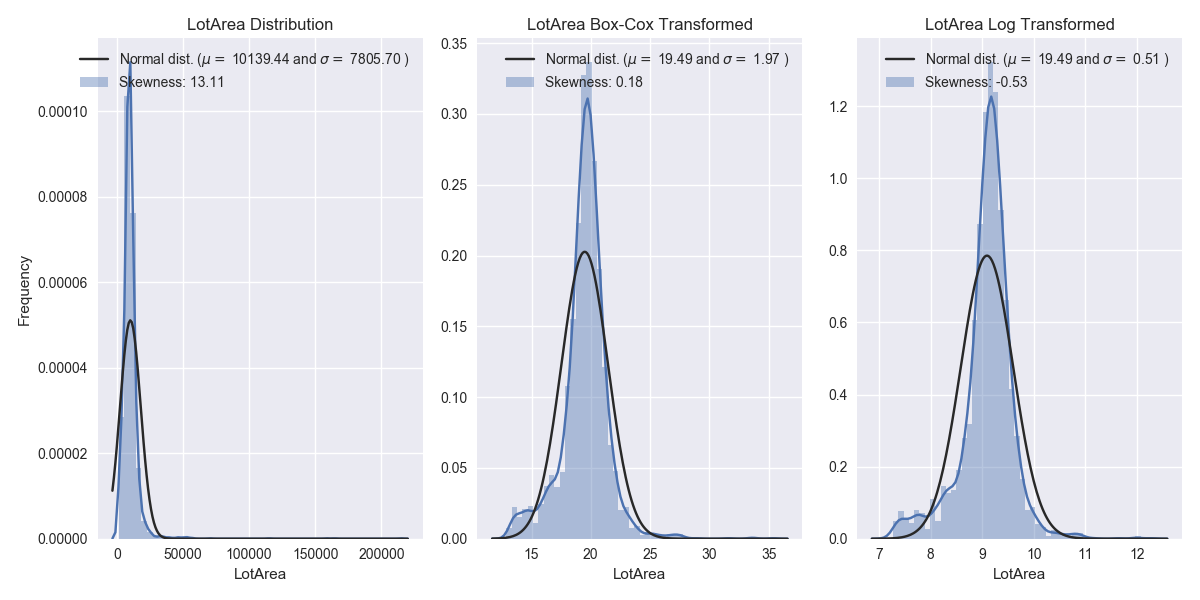 LotArea Distribution
Normal dist. (μ = 10139.44 and σ = 7805.70 )
Skewness: 13.11
0.00010
0.00008
0.00006
0.00004
0.00002
0.00000
Frequency
0 50000 100000 150000 200000
LotArea
LotArea Box-Cox Transformed
Normal dist. (μ = 19.49 and σ = 1.97 )
Skewness: 0.18
0.35
0.30
0.25
0.20
0.15
0.10
0.05
0.00
15 20 25 30 35
LotArea
LotArea Log Transformed
Normal dist. (μ = 19.49 and σ = 0.51 )
Skewness: -0.53
1.2
1.0
0.8
0.6
0.4
0.2
0.0
7 8 9 10 11 12
LotArea